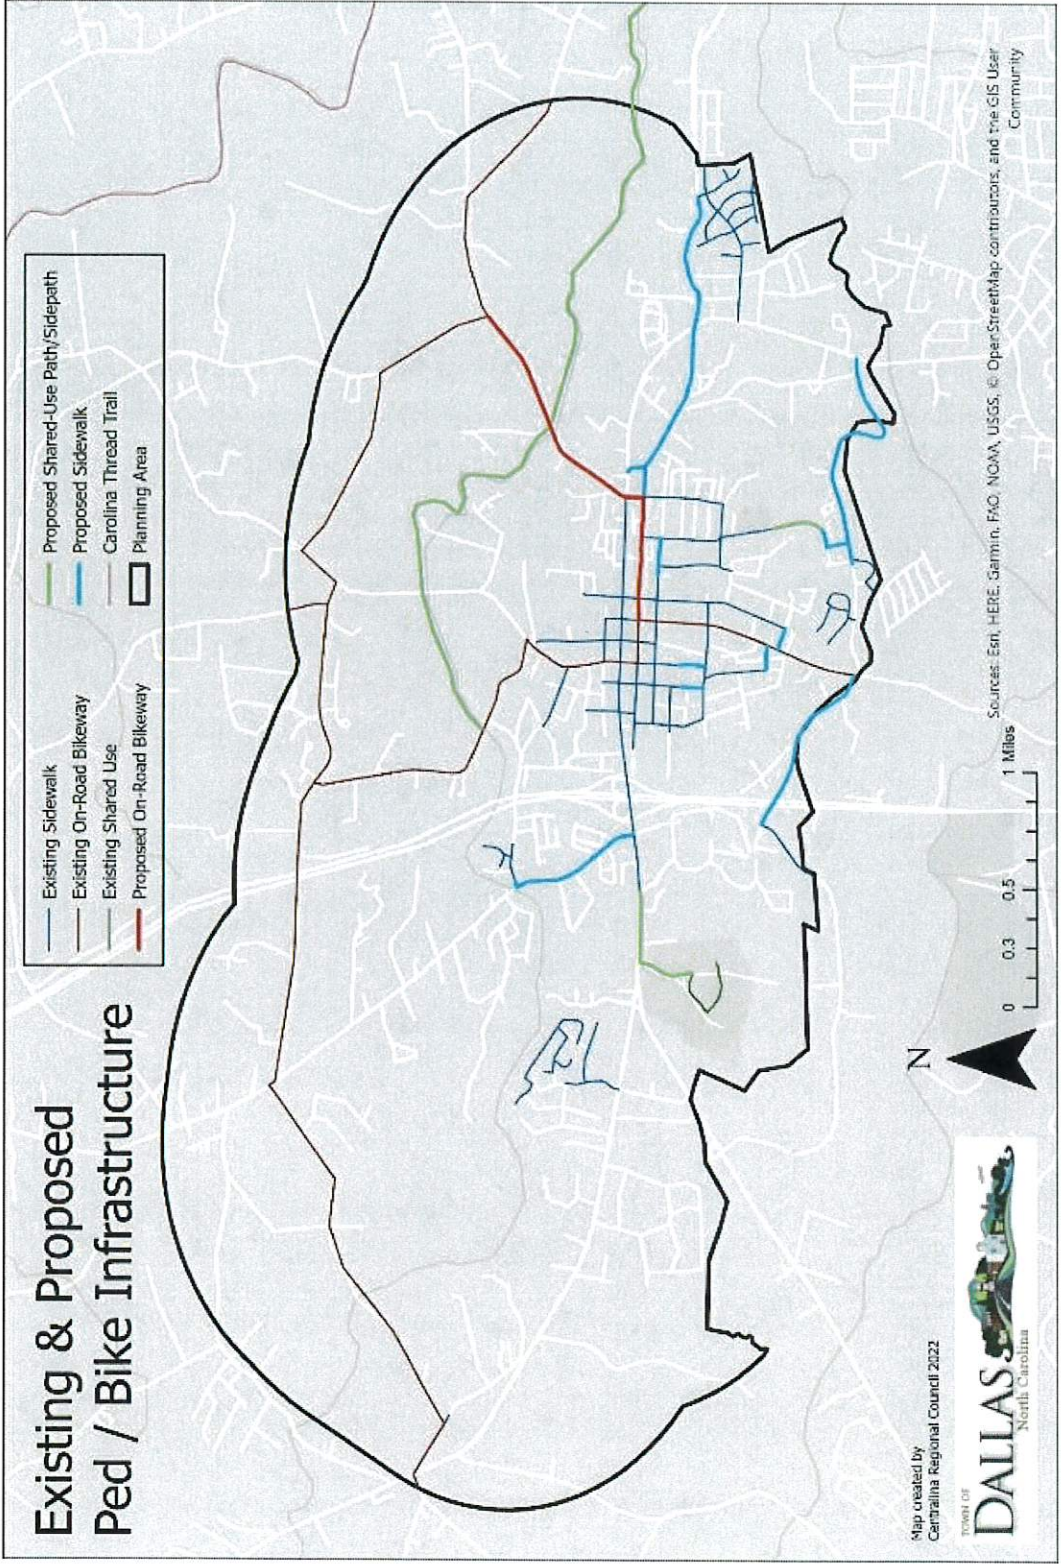 Existing & Proposed
Ped / Bike Infrastructure
Existing Sidewalk
Existing On-Road Bikeway
Existing Shared Use
Proposed On-Road Bikeway
Proposed Shared-Use Path/Sidepath
Proposed Sidewalk
Carolina Thread Trail
Planning Area
Map created by
Centralina Regional Council 2022
TOWN OF
DALLAS
North Carolina
N
0 0.3 0.5 1 Miles
Sources: Esri, HERE, Garmin, FAO, NOAA, USGS, © OpenStreetMap contributors, and the GIS User
Community